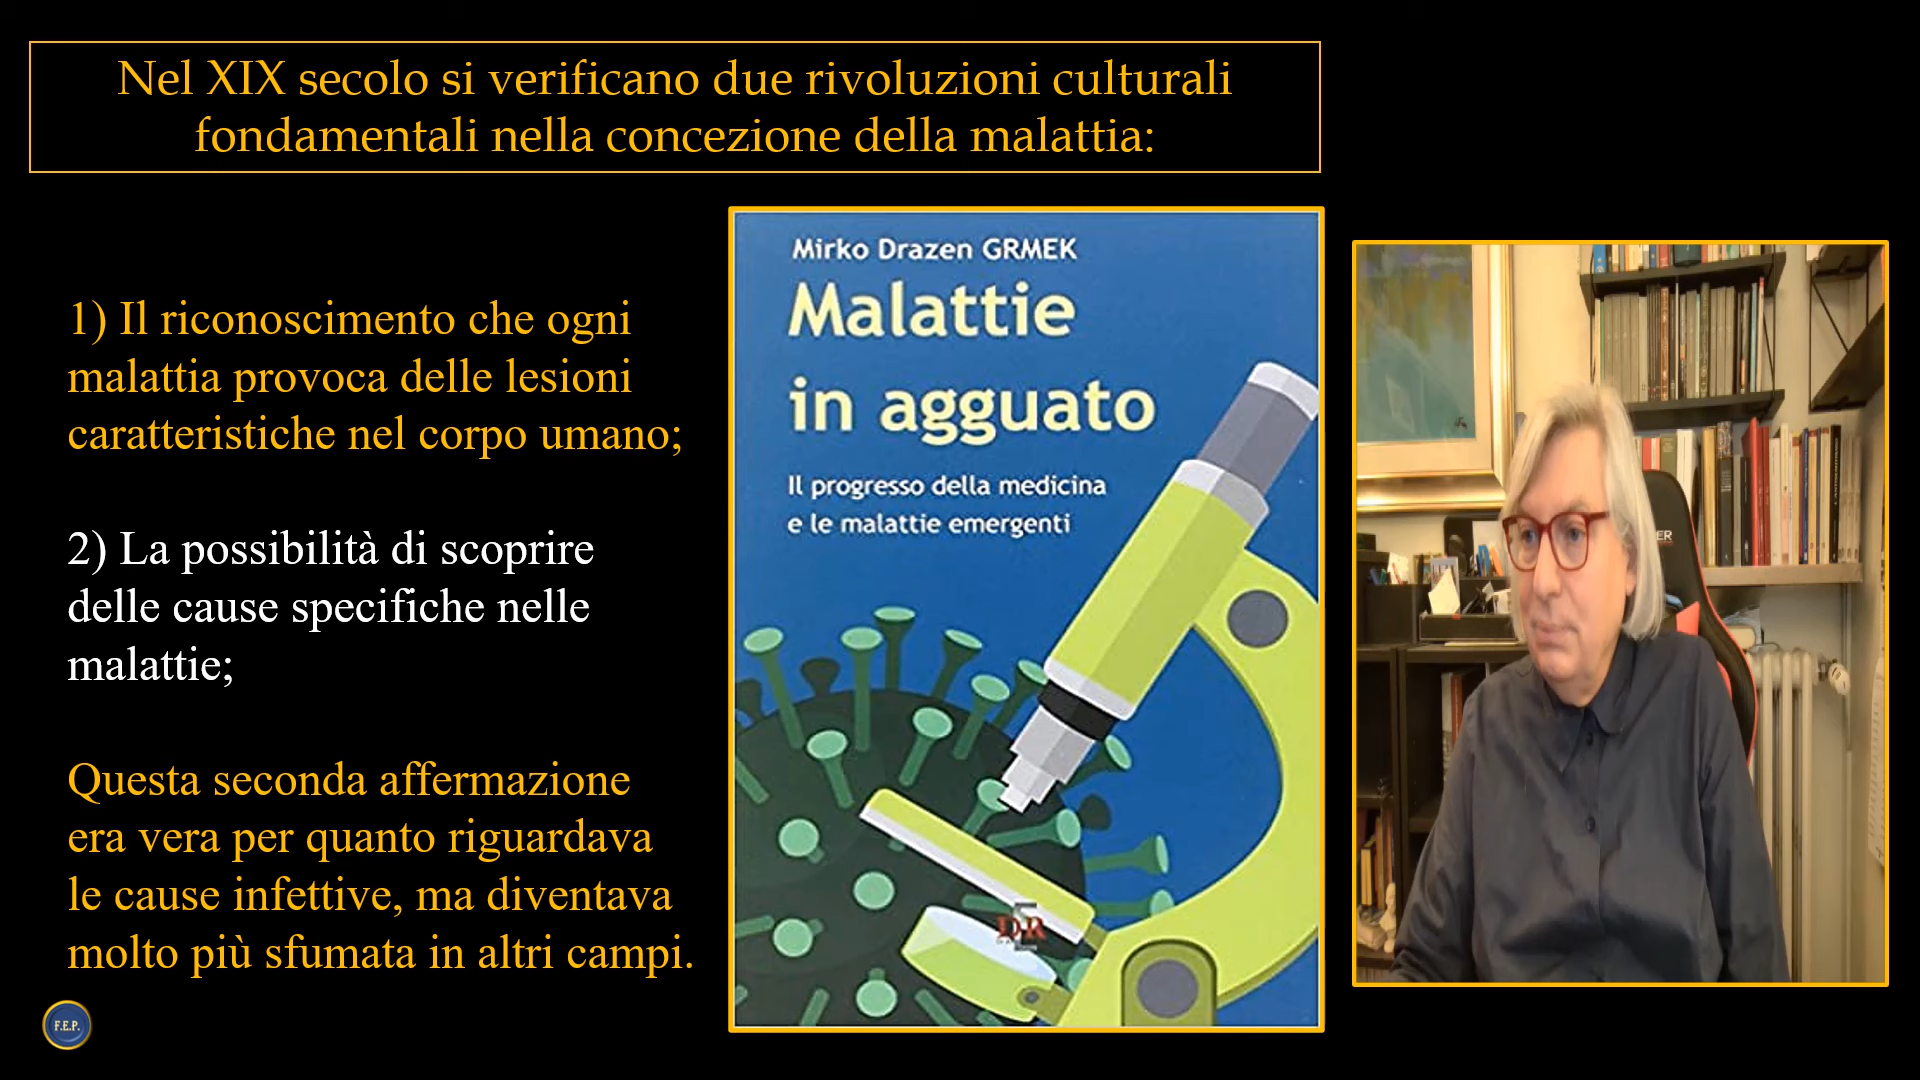 Nel XIX secolo si verificano due rivoluzioni culturali
fondamentali nella concezione della malattia:
1) Il riconoscimento che ogni
malattia provoca delle lesioni
caratteristiche nel corpo umano;
2) La possibilità di scoprire
delle cause specifiche nelle
malattie;
Questa seconda affermazione
era vera per quanto riguardava
le cause infettive, ma diventava
molto più sfumata in altri campi.
F.E.P.
Mirko Drazen GRMEK
Malattie
in agguato
Il progresso della medicina
e le malattie emergenti
DR
ER